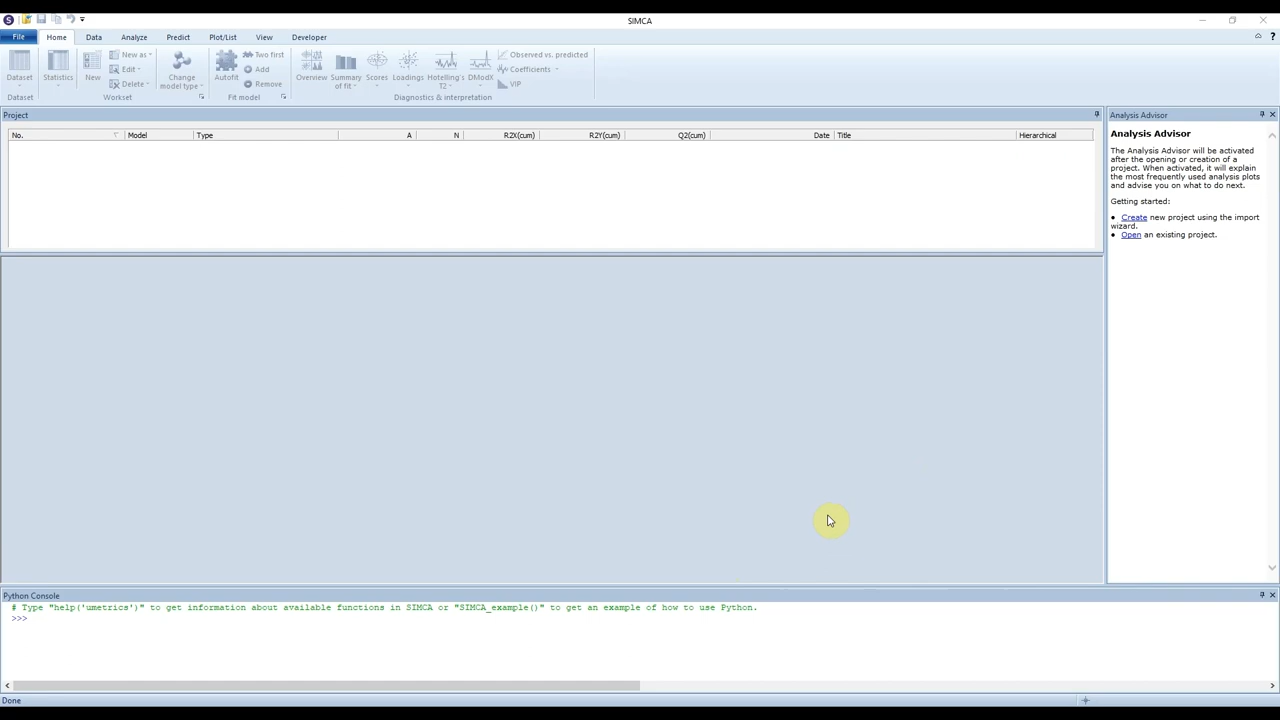 SIMCA
File Home Data Analyze Predict Plot/List View Developer
Dataset Statistics New New as Edit Delete Change model type Autofit Two first Add Remove Overview Summary of fit Scores Loadings Hotelling's T2 DModX Observed vs. predicted Coefficients VIP
Dataset Workset Fit model Diagnostics & interpretation
Project
No. Model Type A N R2X(cum) R2Y(cum) Q2(cum) Date Title Hierarchical
Analysis Advisor
Analysis Advisor
The Analysis Advisor will be activated
after the opening or creation of a
project. When activated, it will explain
the most frequently used analysis plots
and advise you on what to do next.
Getting started:
• Create new project using the import
wizard.
• Open an existing project.
Python Console
# Type "help('umetrics')" to get information about available functions in SIMCA or "SIMCA_example()" to get an example of how to use Python.
>>>
Done